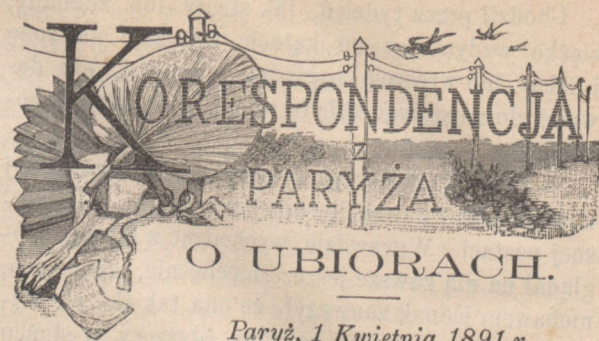 KORESPONDENCJA
Z
PARYŻA
O UBIORACH.
Paryż, 1 Kwietnia 1891 r.